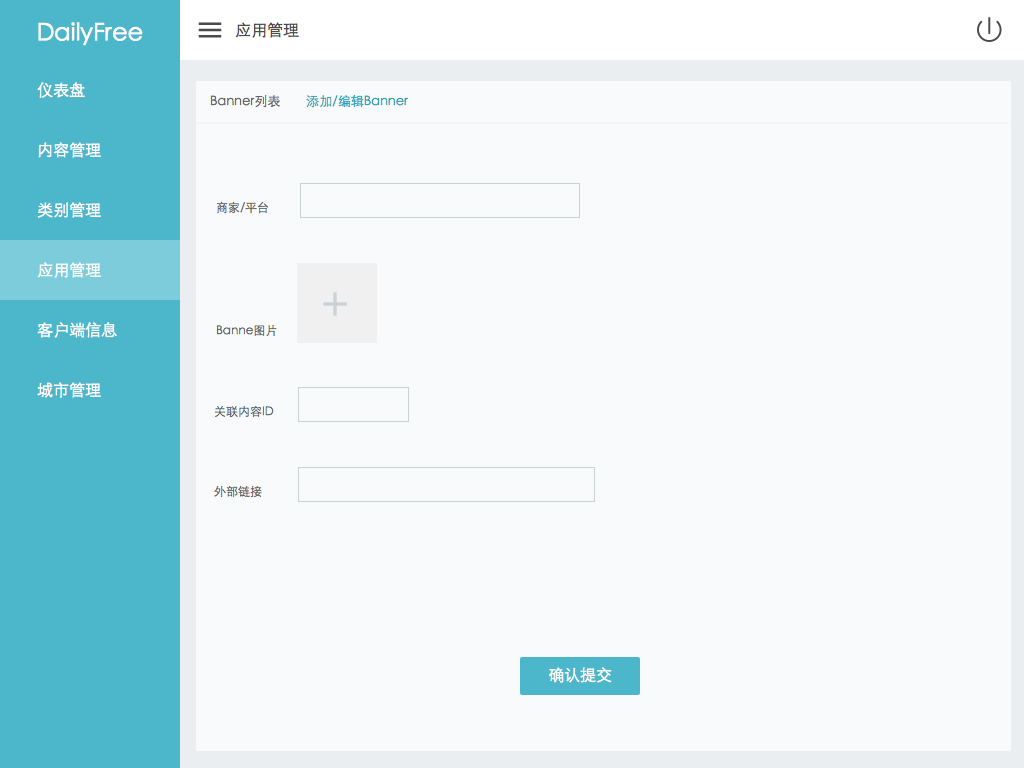 DailyFree
应用管理
仪表盘
内容管理
类别管理
应用管理
客户端信息
城市管理
Banner列表 添加/编辑Banner
商家/平台
Banne图片
关联内容ID
外部链接
确认提交